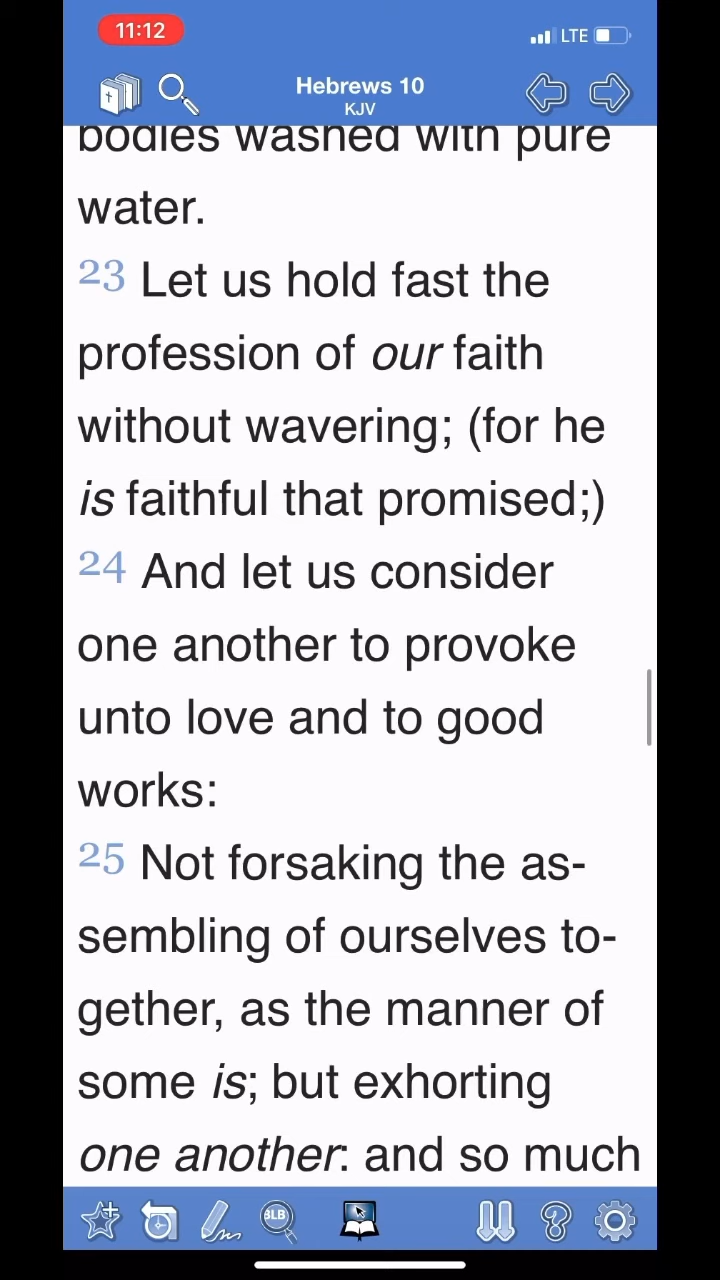 11:12
LTE
Hebrews 10
KJV
bodies washed with pure
water.
23 Let us hold fast the
profession of our faith
without wavering; (for he
is faithful that promised;)
24 And let us consider
one another to provoke
unto love and to good
works:
25 Not forsaking the as-
sembling of ourselves to-
gether, as the manner of
some is; but exhorting
one another: and so much
BLB